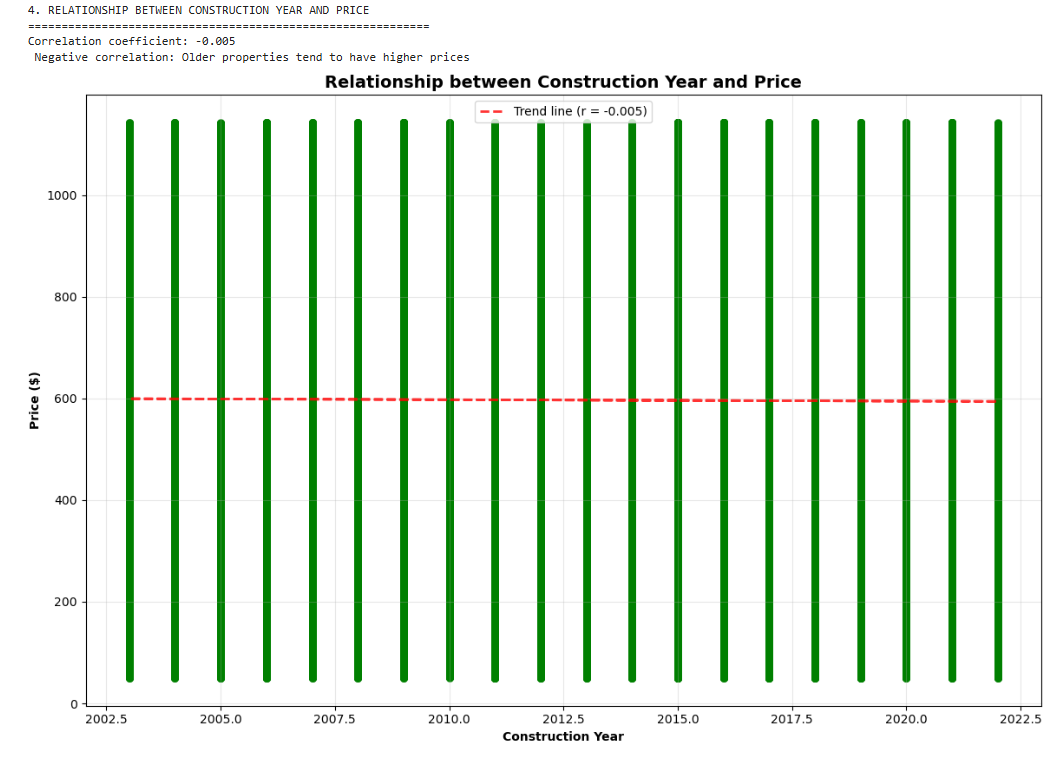 4. RELATIONSHIP BETWEEN CONSTRUCTION YEAR AND PRICE
============================================================
Correlation coefficient: -0.005
Negative correlation: Older properties tend to have higher prices
Relationship between Construction Year and Price
Trend line (r = -0.005)
1000
800
600
400
200
0
Price ($)
2002.5 2005.0 2007.5 2010.0 2012.5 2015.0 2017.5 2020.0 2022.5
Construction Year